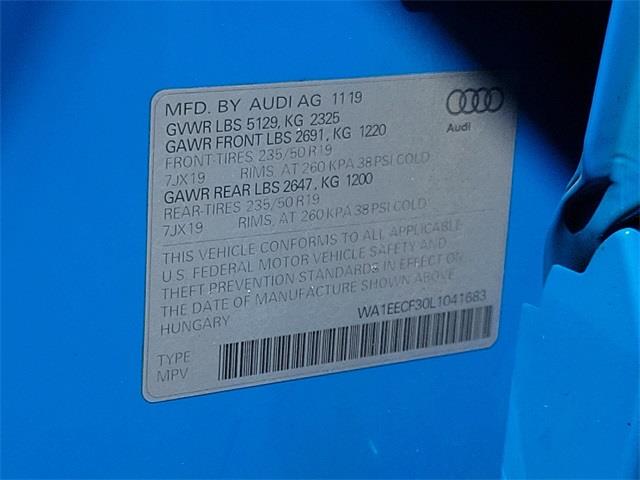 MFD. BY AUDI AG 1119
Audi
GVWR LBS 5129, KG 2325
GAWR FRONT LBS 2691, KG 1220
FRONT-TIRES 235/50 R19
7JX19 RIMS, AT 260 KPA 38 PSI COLD
GAWR REAR LBS 2647, KG 1200
REAR-TIRES 235/50 R19
7JX19 RIMS, AT 260 KPA 38 PSI COLD
THIS VEHICLE CONFORMS TO ALL APPLICABLE
U.S. FEDERAL MOTOR VEHICLE SAFETY AND
THEFT PREVENTION STANDARDS IN EFFECT ON
THE DATE OF MANUFACTURE SHOWN ABOVE
HUNGARY
WA1EECF30L1041683
TYPE
MPV